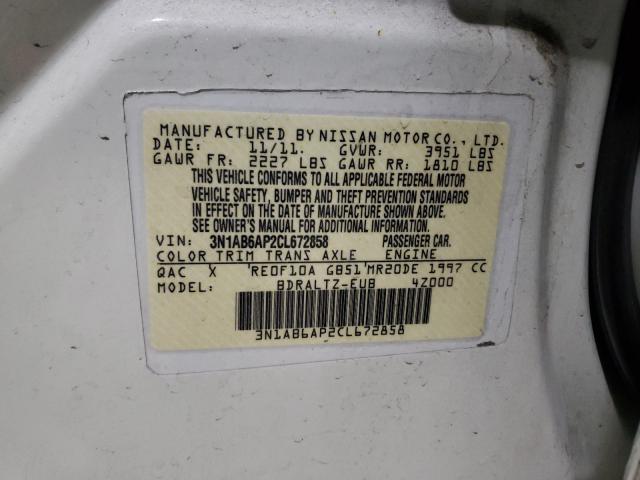 MANUFACTURED BY NISSAN MOTOR CO., LTD.
DATE: 11/11. GVWR: 3951 LBS
GAWR FR: 2227 LBS GAWR RR: 1810 LBS
THIS VEHICLE CONFORMS TO ALL APPLICABLE FEDERAL MOTOR
VEHICLE SAFETY, BUMPER AND THEFT PREVENTION STANDARDS
IN EFFECT ON THE DATE OF MANUFACTURE SHOWN ABOVE.
SEE OWNER'S MANUAL FOR ADDITIONAL INFORMATION.
VIN: 3N1AB6AP2CL672858 PASSENGER CAR.
COLOR TRIM TRANS AXLE ENGINE
QAC X 'RE0F10A GB51'MR20DE 1997 CC
MODEL: BDRALTZ-EUB 4Z000
3N1AB6AP2CL672858